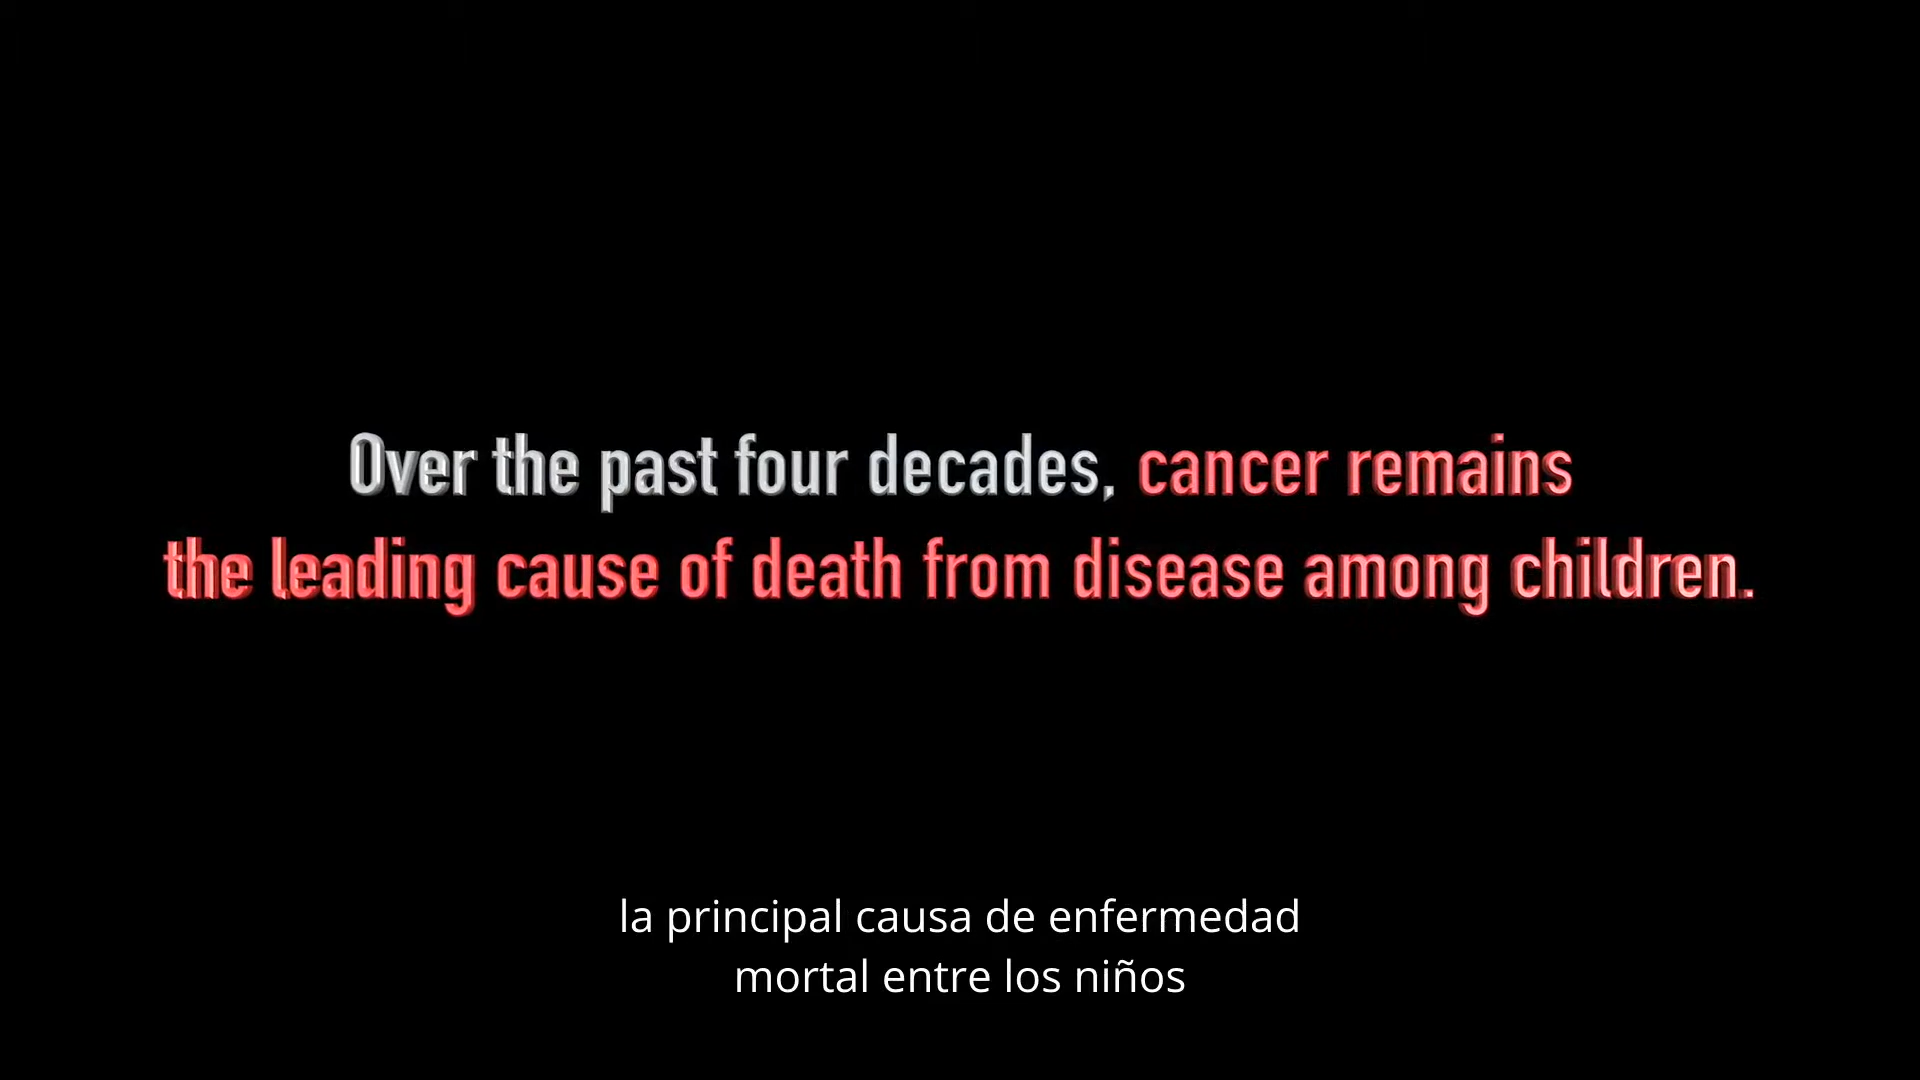 Over the past four decades, cancer remains
the leading cause of death from disease among children.
la principal causa de enfermedad
mortal entre los niños